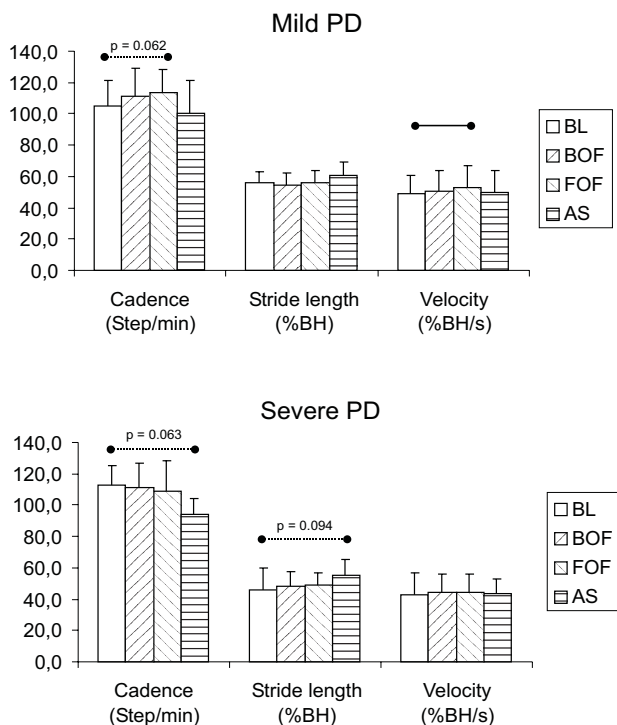 Mild PD
140,0
120,0
100,0
80,0
60,0
40,0
20,0
0,0
p = 0.062
BL
BOF
FOF
AS
Cadence
(Step/min)
Stride length
(%BH)
Velocity
(%BH/s)
Severe PD
140,0
120,0
100,0
80,0
60,0
40,0
20,0
0,0
p = 0.063
p = 0.094
BL
BOF
FOF
AS
Cadence
(Step/min)
Stride length
(%BH)
Velocity
(%BH/s)